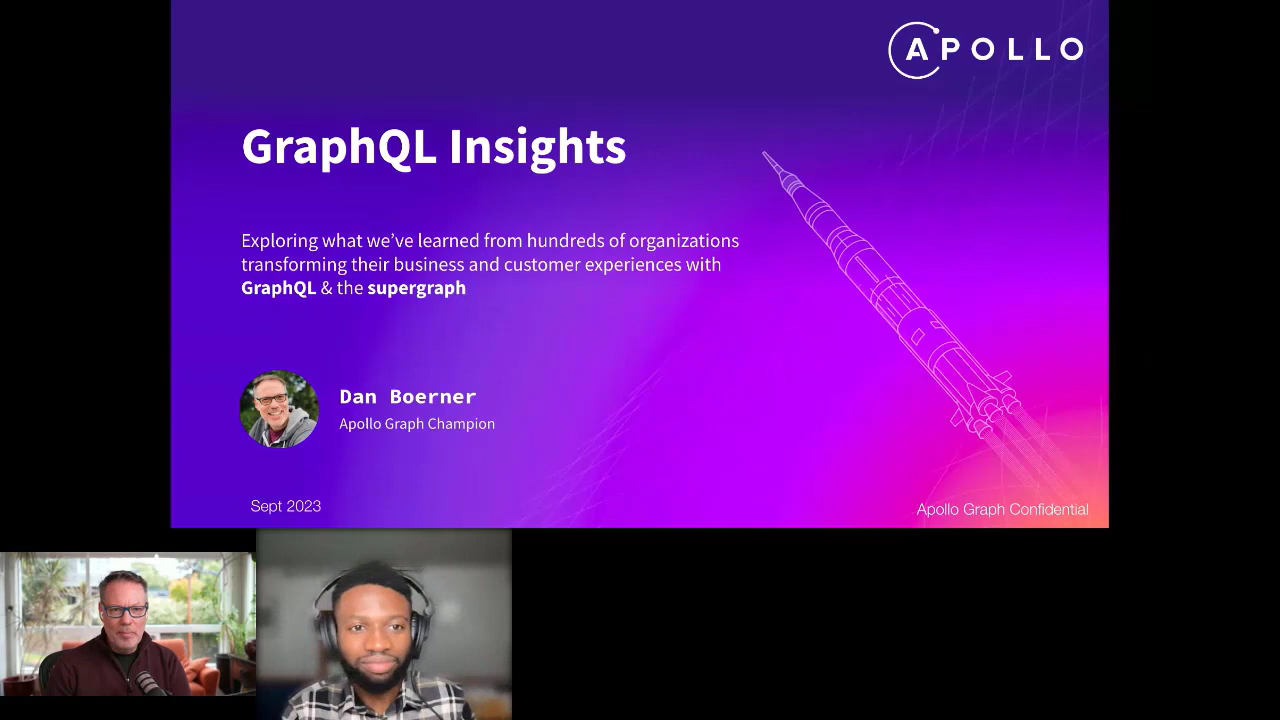 APOLLO
GraphQL Insights
Exploring what we’ve learned from hundreds of organizations
transforming their business and customer experiences with
GraphQL & the supergraph
Dan Boerner
Apollo Graph Champion
Sept 2023
Apollo Graph Confidential